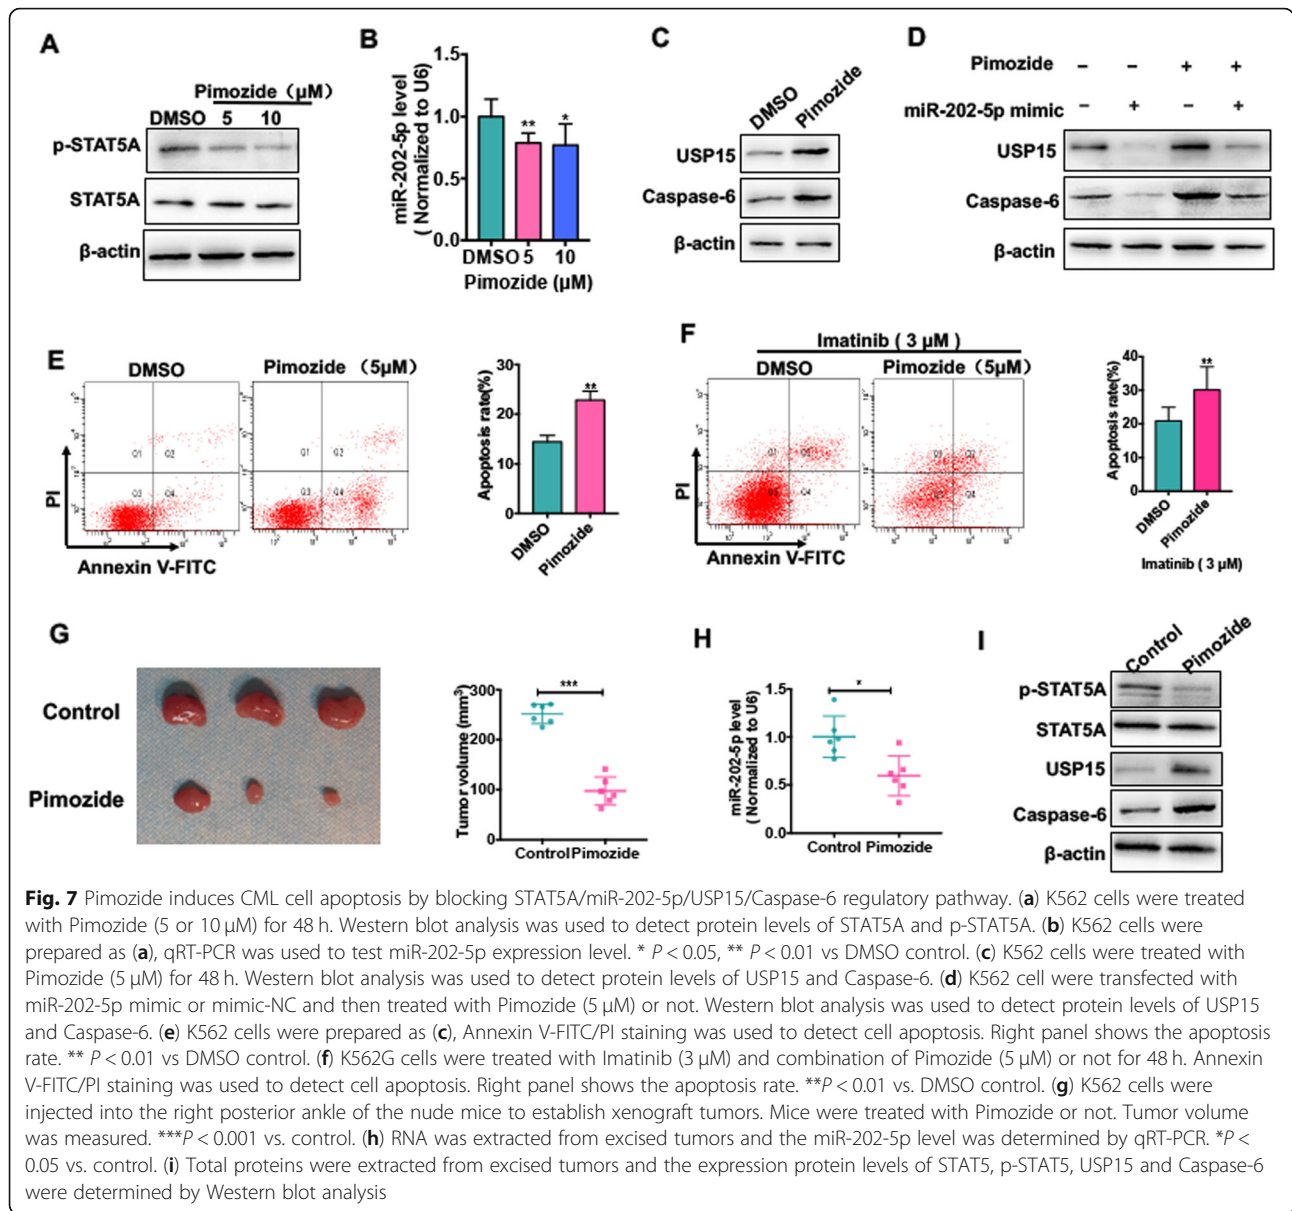 A
Pimozide (μM)
DMSO 5 10
p-STAT5A
STAT5A
β-actin
B
miR-202-5p level
( Normalized to U6)
1.5
1.0
0.5
0.0
** *
DMSO 5 10
Pimozide (μM)
C
DMSO Pimozide
USP15
Caspase-6
β-actin
D
Pimozide − − + +
miR-202-5p mimic − + − +
USP15
Caspase-6
β-actin
E
DMSO Pimozide (5μM)
Q1 Q2 Q3 Q4
Q1 Q2 Q3 Q4
PI
Annexin V-FITC
Apoptosis rate(%)
30
20
10
0
**
DMSO Pimozide
F
Imatinib ( 3 μM)
DMSO Pimozide (5μM)
PI
Annexin V-FITC
Apoptosis rate(%)
40
30
20
10
0
**
DMSO Pimozide
Imatinib ( 3 μM)
G
Control
Pimozide
Tumor volume (mm³)
300
200
100
0
***
Control Pimozide
H
miR-202-5p level
( Normalized to U6)
1.5
1.0
0.5
0.0
*
Control Pimozide
I
Control Pimozide
p-STAT5A
STAT5A
USP15
Caspase-6
β-actin
Fig. 7 Pimozide induces CML cell apoptosis by blocking STAT5A/miR-202-5p/USP15/Caspase-6 regulatory pathway. (a) K562 cells were treated
with Pimozide (5 or 10 μM) for 48 h. Western blot analysis was used to detect protein levels of STAT5A and p-STAT5A. (b) K562 cells were
prepared as (a), qRT-PCR was used to test miR-202-5p expression level. * P < 0.05, ** P < 0.01 vs DMSO control. (c) K562 cells were treated with
Pimozide (5 μM) for 48 h. Western blot analysis was used to detect protein levels of USP15 and Caspase-6. (d) K562 cell were transfected with
miR-202-5p mimic or mimic-NC and then treated with Pimozide (5 μM) or not. Western blot analysis was used to detect protein levels of USP15
and Caspase-6. (e) K562 cells were prepared as (c), Annexin V-FITC/PI staining was used to detect cell apoptosis. Right panel shows the apoptosis
rate. ** P < 0.01 vs DMSO control. (f) K562G cells were treated with Imatinib (3 μM) and combination of Pimozide (5 μM) or not for 48 h. Annexin
V-FITC/PI staining was used to detect cell apoptosis. Right panel shows the apoptosis rate. **P < 0.01 vs. DMSO control. (g) K562 cells were
injected into the right posterior ankle of the nude mice to establish xenograft tumors. Mice were treated with Pimozide or not. Tumor volume
was measured. ***P < 0.001 vs. control. (h) RNA was extracted from excised tumors and the miR-202-5p level was determined by qRT-PCR. *P <
0.05 vs. control. (i) Total proteins were extracted from excised tumors and the expression protein levels of STAT5, p-STAT5, USP15 and Caspase-6
were determined by Western blot analysis